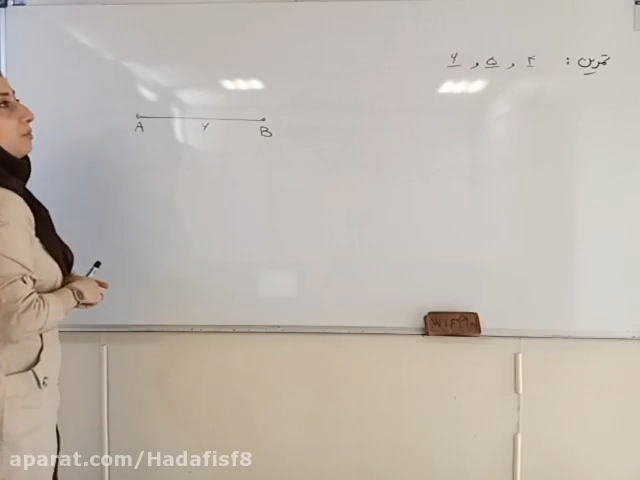 تمرین : ۴ , ۵ , ۶
A ۷ B
aparat.com/Hadafisf8